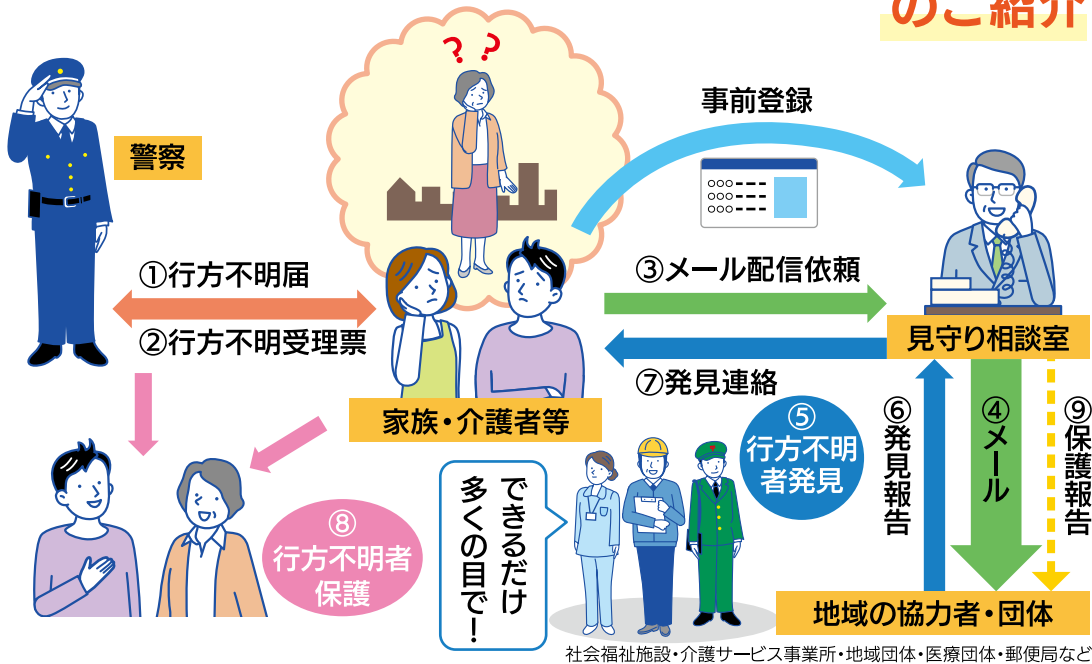 のご紹介
? ?
事前登録
警察
①行方不明届
②行方不明受理票
③メール配信依頼
見守り相談室
⑦発見連絡
家族・介護者等
⑤
行方不明
者発見
⑥発見報告
④メール
⑨保護報告
できるだけ
多くの目で!
⑧
行方不明者
保護
地域の協力者・団体
社会福祉施設・介護サービス事業所・地域団体・医療団体・郵便局など